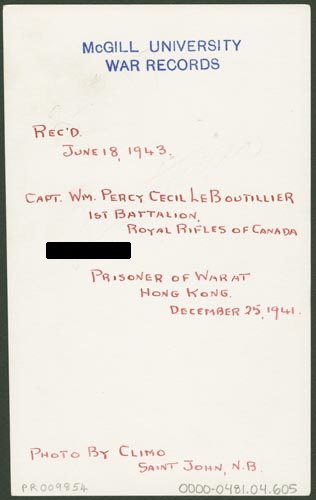 McGILL UNIVERSITY
WAR RECORDS
REC'D.
JUNE 18, 1943.
CAPT. WM. PERCY CECIL LEBOUTILLIER
1ST BATTALION,
ROYAL RIFLES OF CANADA
PRISONER OF WAR AT
HONG KONG.
DECEMBER 25, 1941.
PHOTO BY CLIMO
SAINT JOHN, N.B.
PR009854
0000-0481.04.605